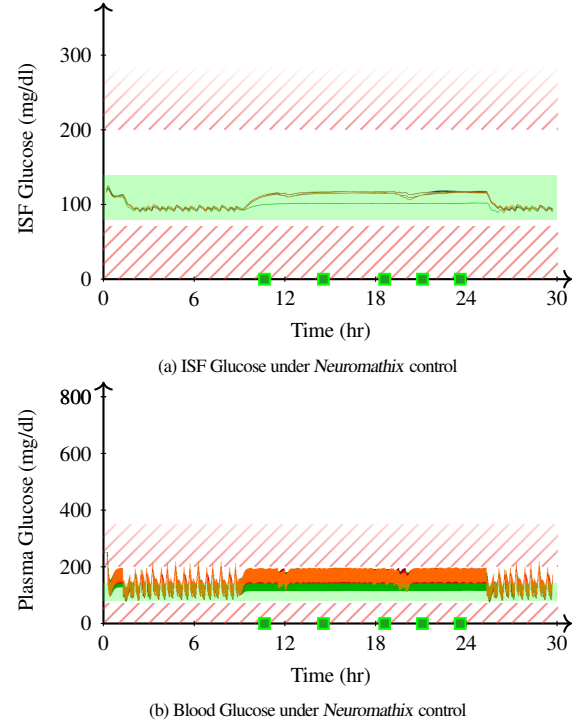 300
200
100
0
ISF Glucose (mg/dl)
0 6 12 18 24 30
Time (hr)
(a) ISF Glucose under Neuromathix control
800
600
400
200
0
Plasma Glucose (mg/dl)
0 6 12 18 24 30
Time (hr)
(b) Blood Glucose under Neuromathix control